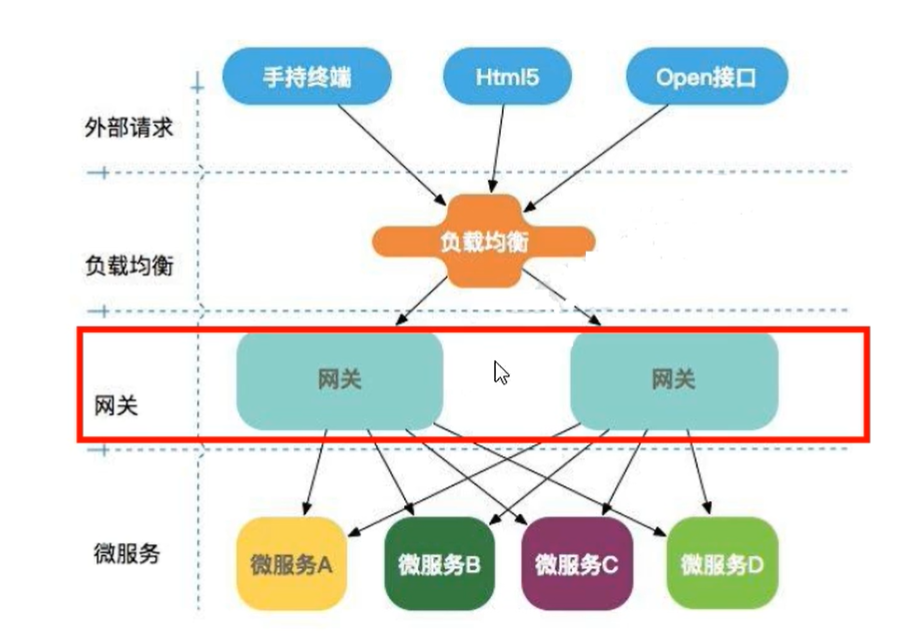 手持终端
Html5
Open接口
外部请求
负载均衡
负载均衡
网关
网关
网关
微服务
微服务A
微服务B
微服务C
微服务D